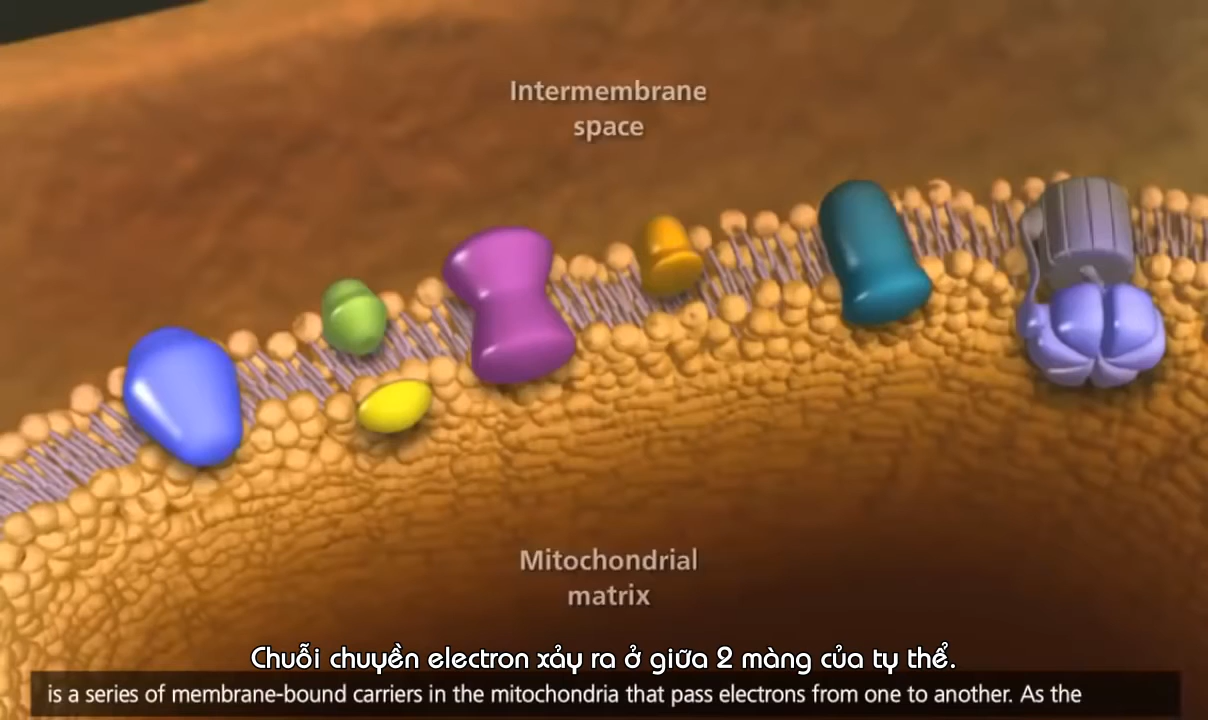 Intermembrane
space
Mitochondrial
matrix
Chuỗi chuyền electron xảy ra ở giữa 2 màng của ty thể.
is a series of membrane-bound carriers in the mitochondria that pass electrons from one to another. As the